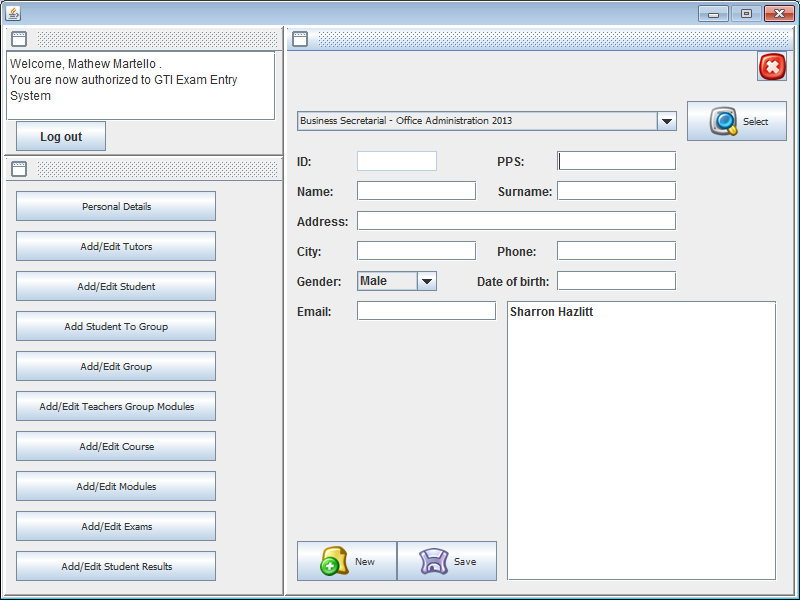 Welcome, Mathew Martello .
You are now authorized to GTI Exam Entry
System
Log out
Personal Details
Add/Edit Tutors
Add/Edit Student
Add Student To Group
Add/Edit Group
Add/Edit Teachers Group Modules
Add/Edit Course
Add/Edit Modules
Add/Edit Exams
Add/Edit Student Results
Business Secretarial - Office Administration 2013
Select
ID:
PPS:
Name:
Surname:
Address:
City:
Phone:
Gender:
Male
Date of birth:
Email:
Sharron Hazlitt
New
Save